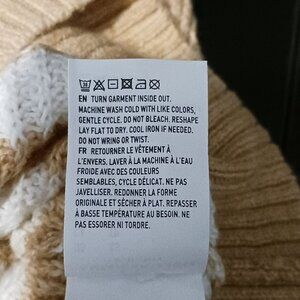 EN TURN GARMENT INSIDE OUT.
MACHINE WASH COLD WITH LIKE COLORS,
GENTLE CYCLE. DO NOT BLEACH. RESHAPE
LAY FLAT TO DRY. COOL IRON IF NEEDED.
DO NOT WRING OR TWIST.
FR RETOURNER LE VÊTEMENT À
L'ENVERS. LAVER À LA MACHINE À L'EAU
FROIDE AVEC DES COULEURS
SEMBLABLES, CYCLE DÉLICAT. NE PAS
JAVELLISER. REDONNER LA FORME
ORIGINALE ET SÉCHER À PLAT. REPASSER
À BASSE TEMPÉRATURE AU BESOIN. NE
PAS ESSORER NI TORDRE.